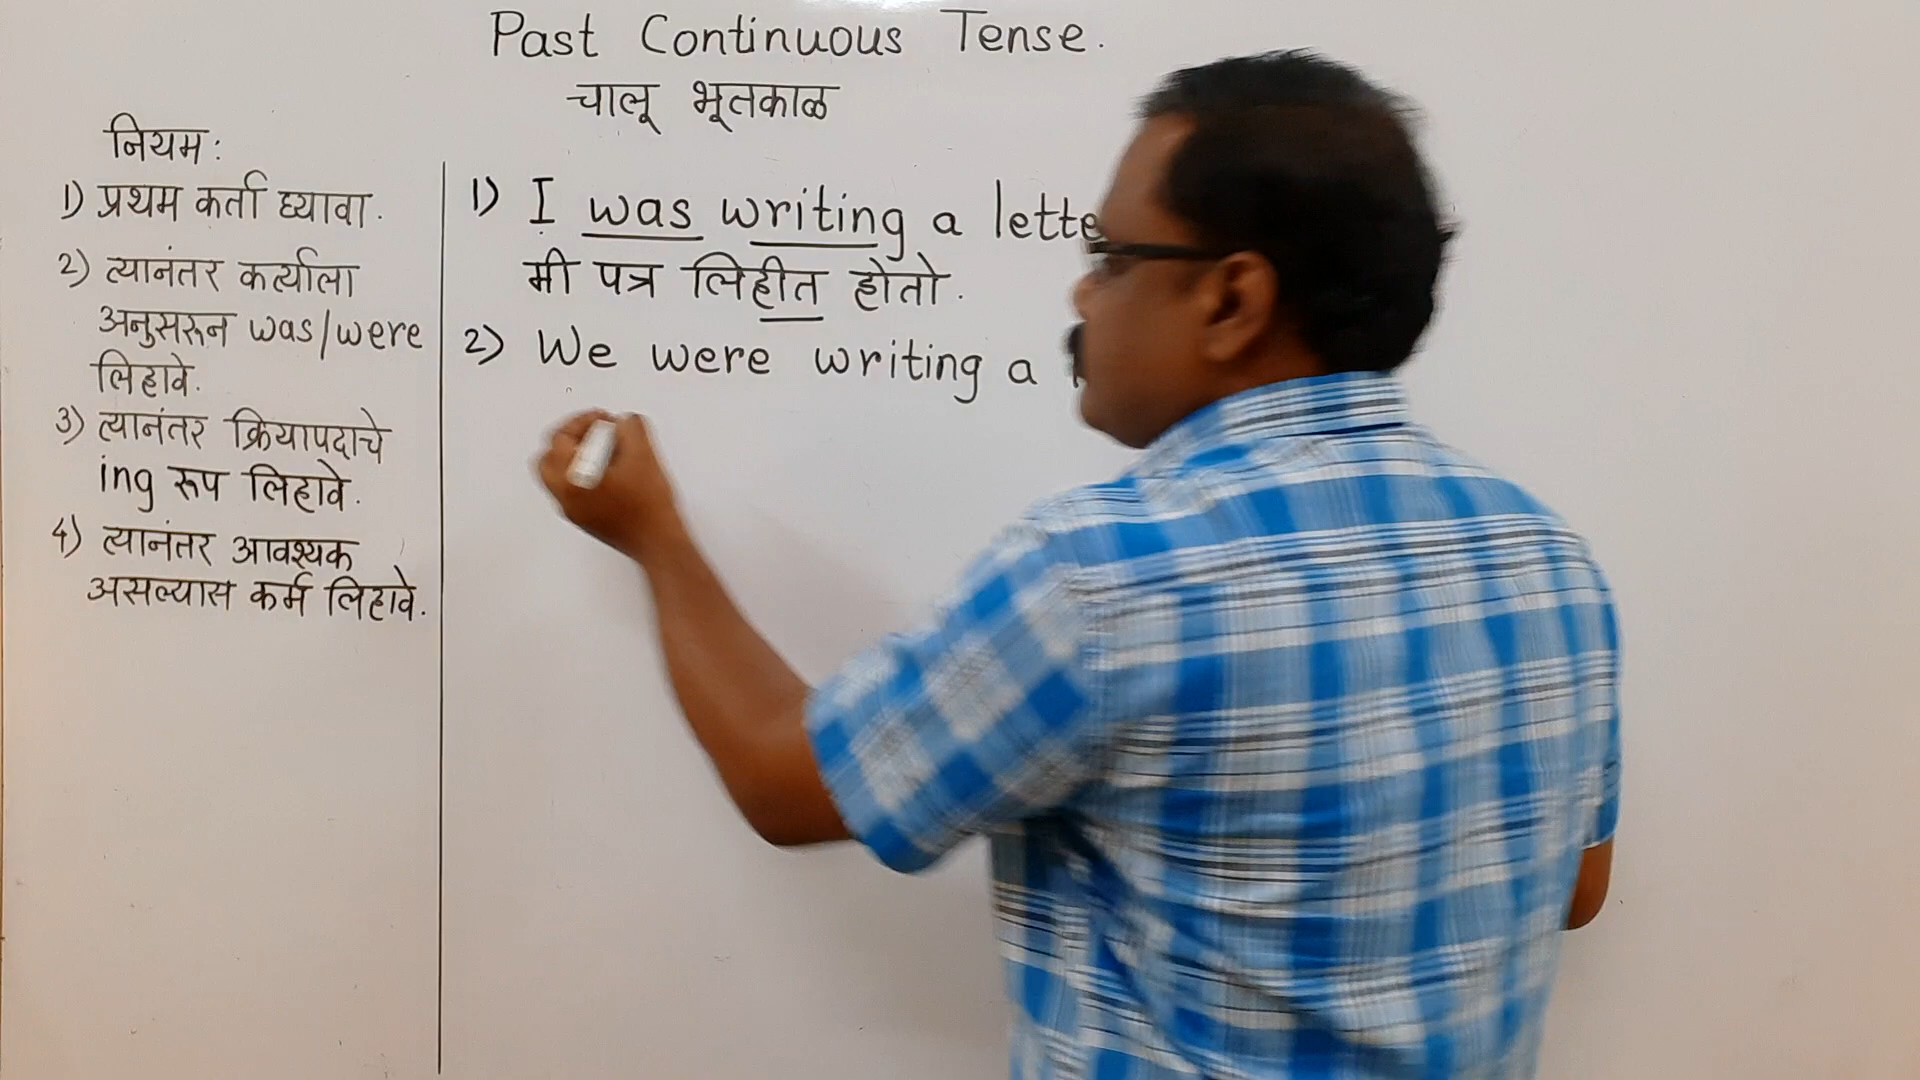 Past Continuous Tense.
चालू भूतकाळ
नियम:
1) प्रथम कर्ता घ्यावा.
2) त्यानंतर कर्त्याला
अनुसरून was/were
लिहावे.
3) त्यानंतर क्रियापदाचे
ing रूप लिहावे.
4) त्यानंतर आवश्यक
असल्यास कर्म लिहावे.
1) I was writing a lette
मी पत्र लिहीत होतो.
2) We were writing a